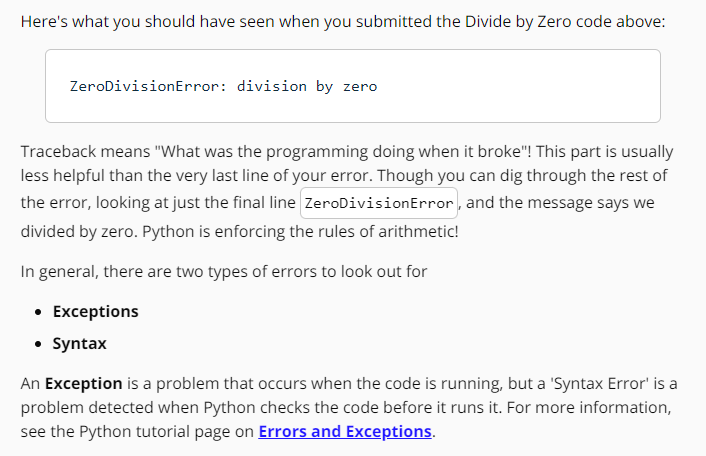 Here's what you should have seen when you submitted the Divide by Zero code above:
ZeroDivisionError: division by zero
Traceback means "What was the programming doing when it broke"! This part is usually
less helpful than the very last line of your error. Though you can dig through the rest of
the error, looking at just the final line ZeroDivisionError, and the message says we
divided by zero. Python is enforcing the rules of arithmetic!
In general, there are two types of errors to look out for
• Exceptions
• Syntax
An Exception is a problem that occurs when the code is running, but a 'Syntax Error' is a
problem detected when Python checks the code before it runs it. For more information,
see the Python tutorial page on Errors and Exceptions.